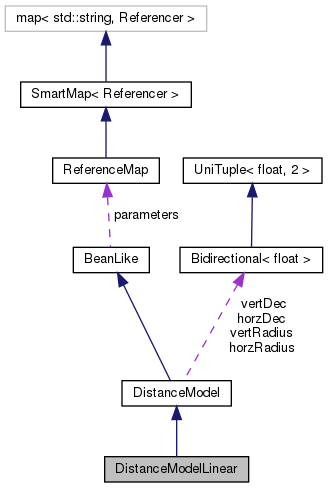 map< std::string, Referencer >
SmartMap< Referencer >
ReferenceMap
UniTuple< float, 2 >
parameters
BeanLike
Bidirectional< float >
vertDec
horzDec
vertRadius
horzRadius
DistanceModel
DistanceModelLinear